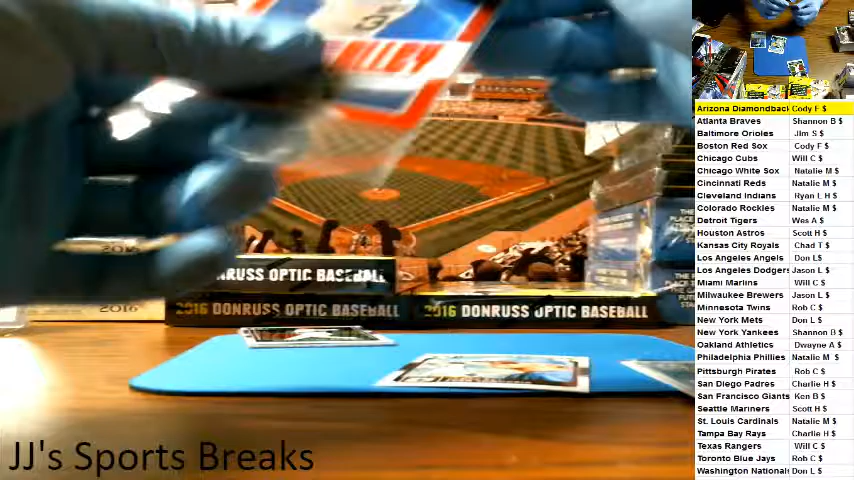 2016
2016
RUSS OPTIC BASEBALL
2016 DONRUSS OPTIC BASEBALL
2016 DONRUSS OPTIC BASEBALL
JJ's Sports Breaks
Arizona Diamondback Cody F $
Atlanta Braves Shannon B $
Baltimore Orioles Jim S $
Boston Red Sox Cody F $
Chicago Cubs Will C $
Chicago White Sox Natalie M $
Cincinnati Reds Natalie M $
Cleveland Indians Ryan L H $
Colorado Rockies Natalie M $
Detroit Tigers Wes A $
Houston Astros Scott H $
Kansas City Royals Chad T $
Los Angeles Angels Don L$
Los Angeles Dodgers Jason L $
Miami Marlins Will C $
Milwaukee Brewers Jason L $
Minnesota Twins Rob C $
New York Mets Don L $
New York Yankees Shannon B $
Oakland Athletics Dwayne A $
Philadelphia Phillies Natalie M $
Pittsburgh Pirates Rob C $
San Diego Padres Charlie H $
San Francisco Giants Ken B $
Seattle Mariners Scott H $
St. Louis Cardinals Natalie M $
Tampa Bay Rays Charlie H $
Texas Rangers Will C $
Toronto Blue Jays Rob C $
Washington Nationals Don L $